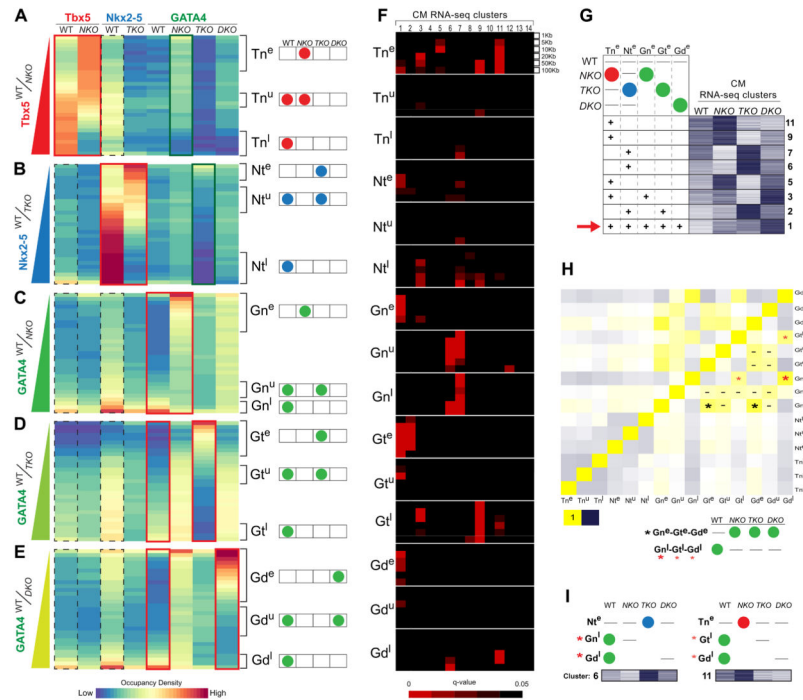 A
Tbx5 Nkx2-5 GATA4
WT NKO WT TKO WT NKO TKO DKO
Tbx5 WT/NKO
WT NKO TKO DKO
Tn^e
Tn^u
Tn^l
B
Nkx2-5 WT/TKO
Nt^e
Nt^u
Nt^l
C
GATA4 WT/NKO
Gn^e
Gn^u
Gn^l
D
GATA4 WT/TKO
Gt^e
Gt^u
Gt^l
E
GATA4 WT/DKO
Gd^e
Gd^u
Gd^l
Occupancy Density
Low High
F
CM RNA-seq clusters
1 2 3 4 5 6 7 8 9 10 11 12 13 14
1Kb
5Kb
10Kb
50Kb
100Kb
Tn^e
Tn^u
Tn^l
Nt^e
Nt^u
Nt^l
Gn^e
Gn^u
Gn^l
Gt^e
Gt^u
Gt^l
Gd^e
Gd^u
Gd^l
q-value
0 0.01 0.02 0.03 0.04 0.05
G
Tn^e Nt^e Gn^e Gt^e Gd^e
WT —
NKO
TKO
DKO
CM
RNA-seq clusters
WT NKO TKO DKO
+ 11
+ 9
+ 7
+ 6
+ 5
+ + 3
+ + 2
+ + + + + 1
H
Tn^e Tn^u Tn^l Nt^e Nt^u Nt^l Gn^e Gn^u Gn^l Gt^e Gt^u Gt^l Gd^e Gd^u Gd^l
1
WT NKO TKO DKO
* Gn^e-Gt^e-Gd^e
Gn^l-Gt^l-Gd^l
* * *
I
WT NKO TKO DKO
Nt^e
* Gn^l
* Gd^l
Cluster: 6
WT NKO TKO DKO
Tn^e
* Gt^l
* Gd^l
11